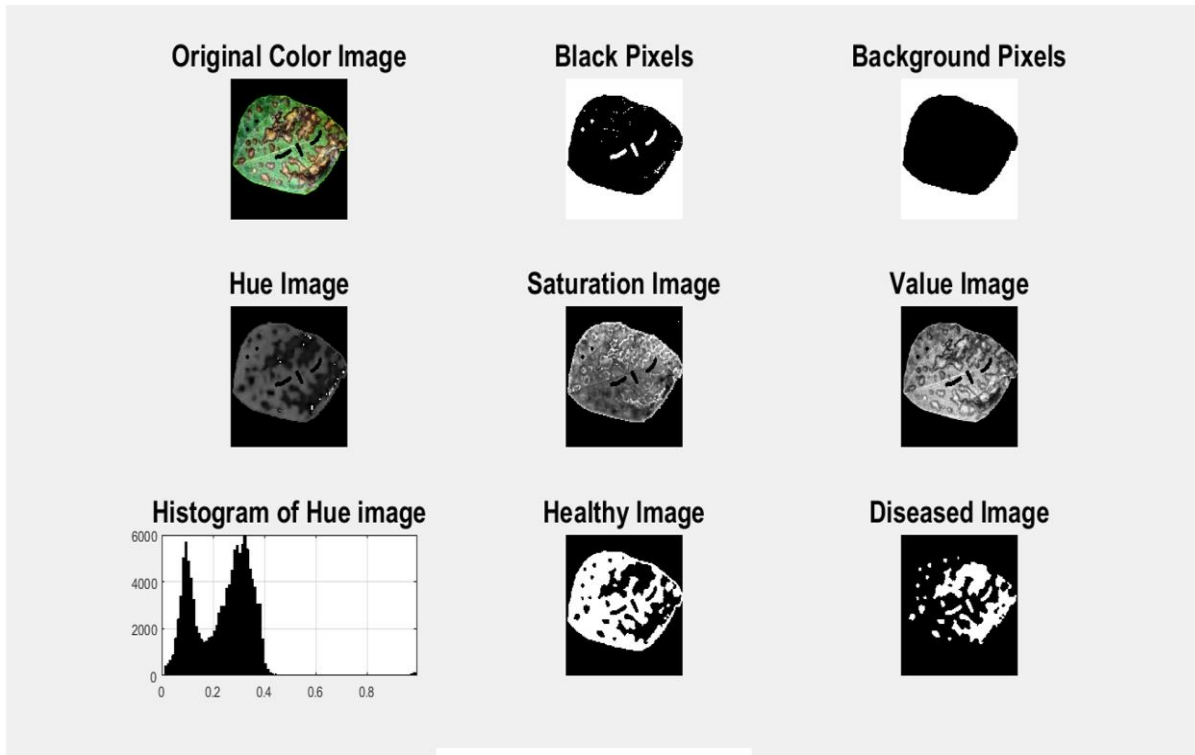 Original Color Image
Black Pixels
Background Pixels
Hue Image
Saturation Image
Value Image
Histogram of Hue image
Healthy Image
Diseased Image
6000
4000
2000
0
0
0.2
0.4
0.6
0.8